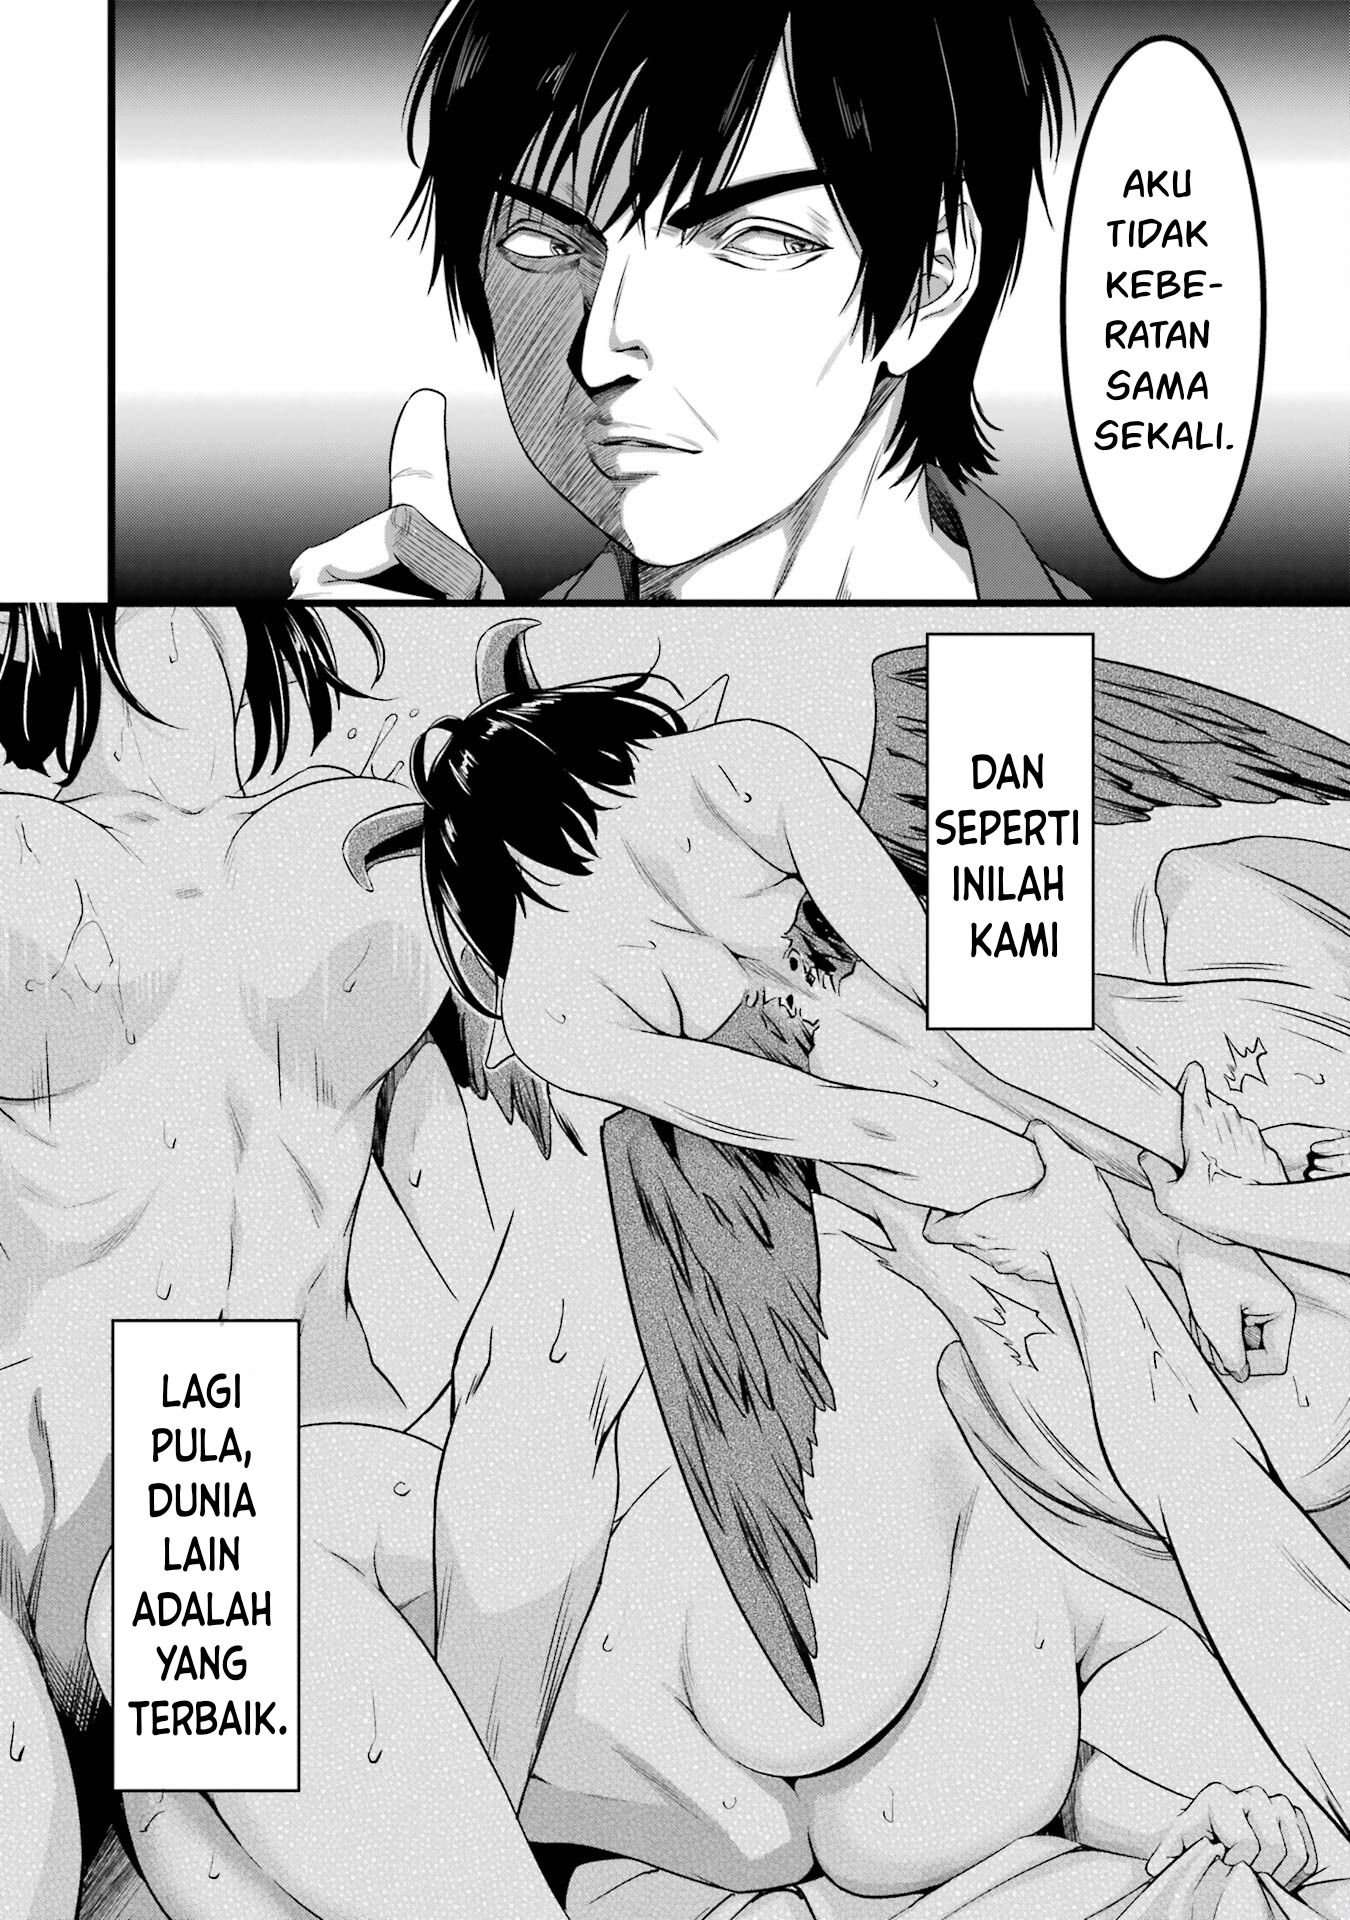 AKU
TIDAK
KEBE-
RATAN
SAMA
SEKALI.
DAN
SEPERTI
INILAH
KAMI
LAGI
PULA,
DUNIA
LAIN
ADALAH
YANG
TERBAIK.